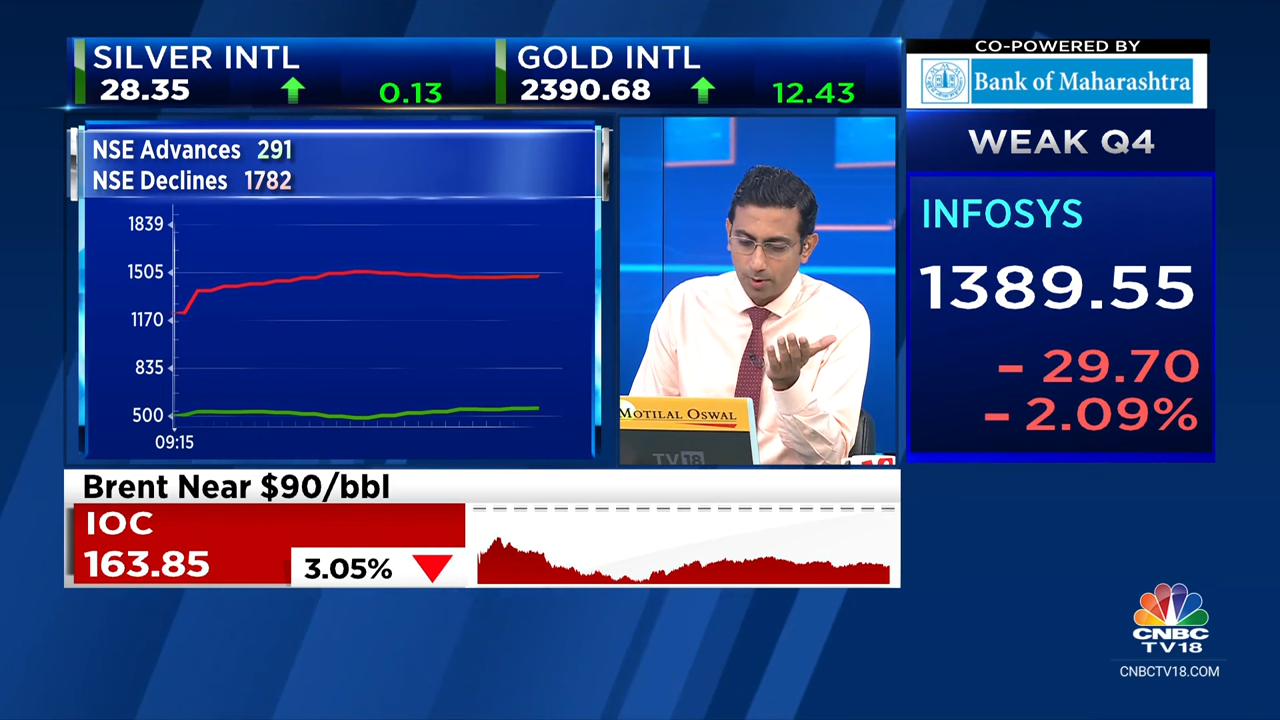 SILVER INTL
28.35
0.13
GOLD INTL
2390.68
12.43
CO-POWERED BY
Bank of Maharashtra
NSE Advances 291
NSE Declines 1782
1839
1505
1170
835
500
09:15
MOTILAL OSWAL
TV18
WEAK Q4
INFOSYS
1389.55
- 29.70
- 2.09%
Brent Near $90/bbl
IOC
163.85
3.05%
CNBC
TV18
CNBCTV18.COM